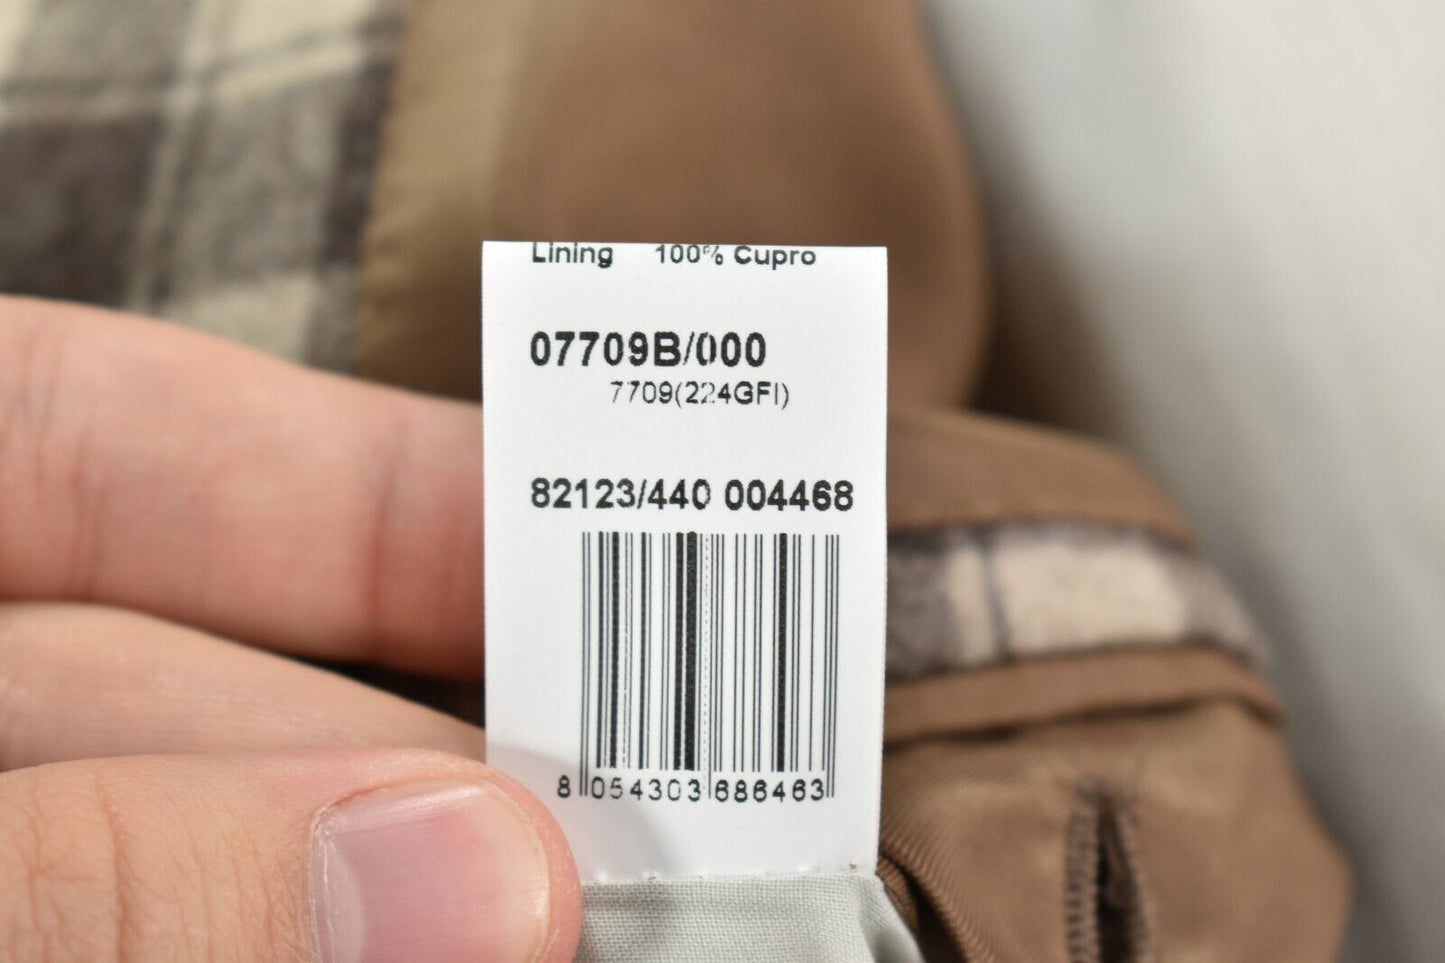 Lining 100% Cupro
07709B/000
7709(224GFI)
82123/440 004468
8 054303 686463